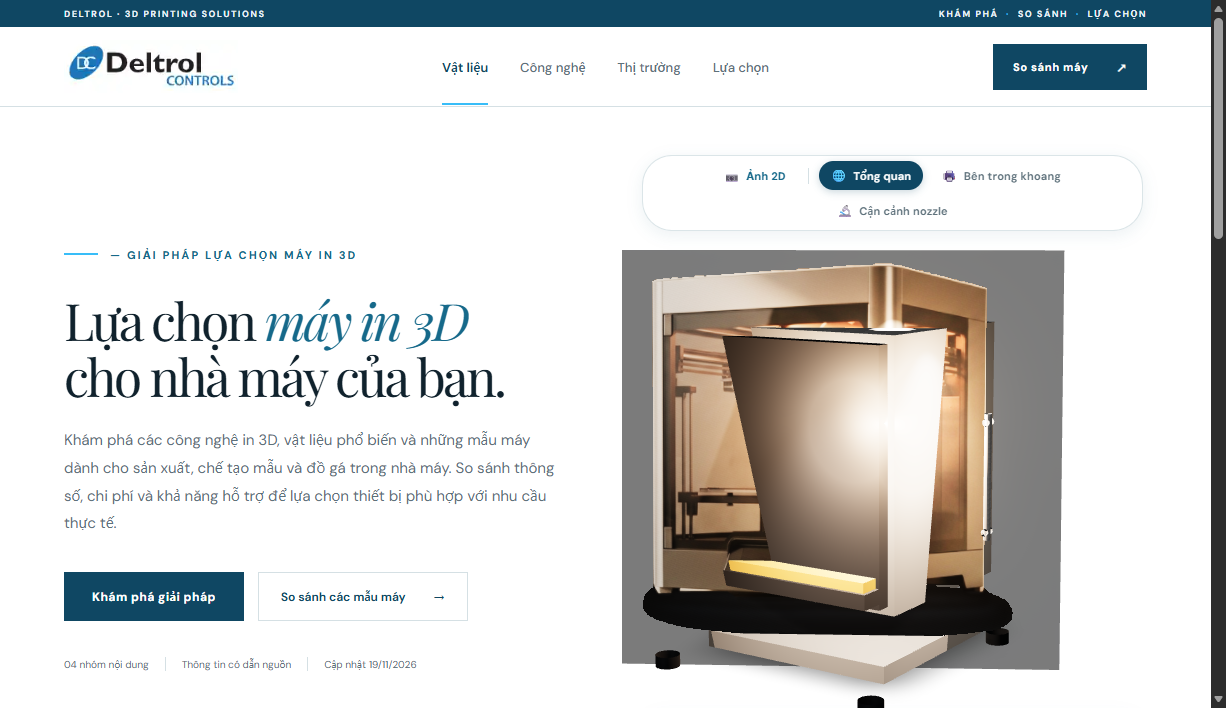 DELTROL · 3D PRINTING SOLUTIONS
KHÁM PHÁ · SO SÁNH · LỰA CHỌN
DC Deltrol
CONTROLS
Vật liệu
Công nghệ
Thị trường
Lựa chọn
So sánh máy ↗
Ảnh 2D
Tổng quan
Bên trong khoang
Cận cảnh nozzle
— GIẢI PHÁP LỰA CHỌN MÁY IN 3D
Lựa chọn máy in 3D
cho nhà máy của bạn.
Khám phá các công nghệ in 3D, vật liệu phổ biến và những mẫu máy
dành cho sản xuất, chế tạo mẫu và đồ gá trong nhà máy. So sánh thông
số, chi phí và khả năng hỗ trợ để lựa chọn thiết bị phù hợp với nhu cầu
thực tế.
Khám phá giải pháp
So sánh các mẫu máy →
04 nhóm nội dung
Thông tin có dẫn nguồn
Cập nhật 19/11/2026